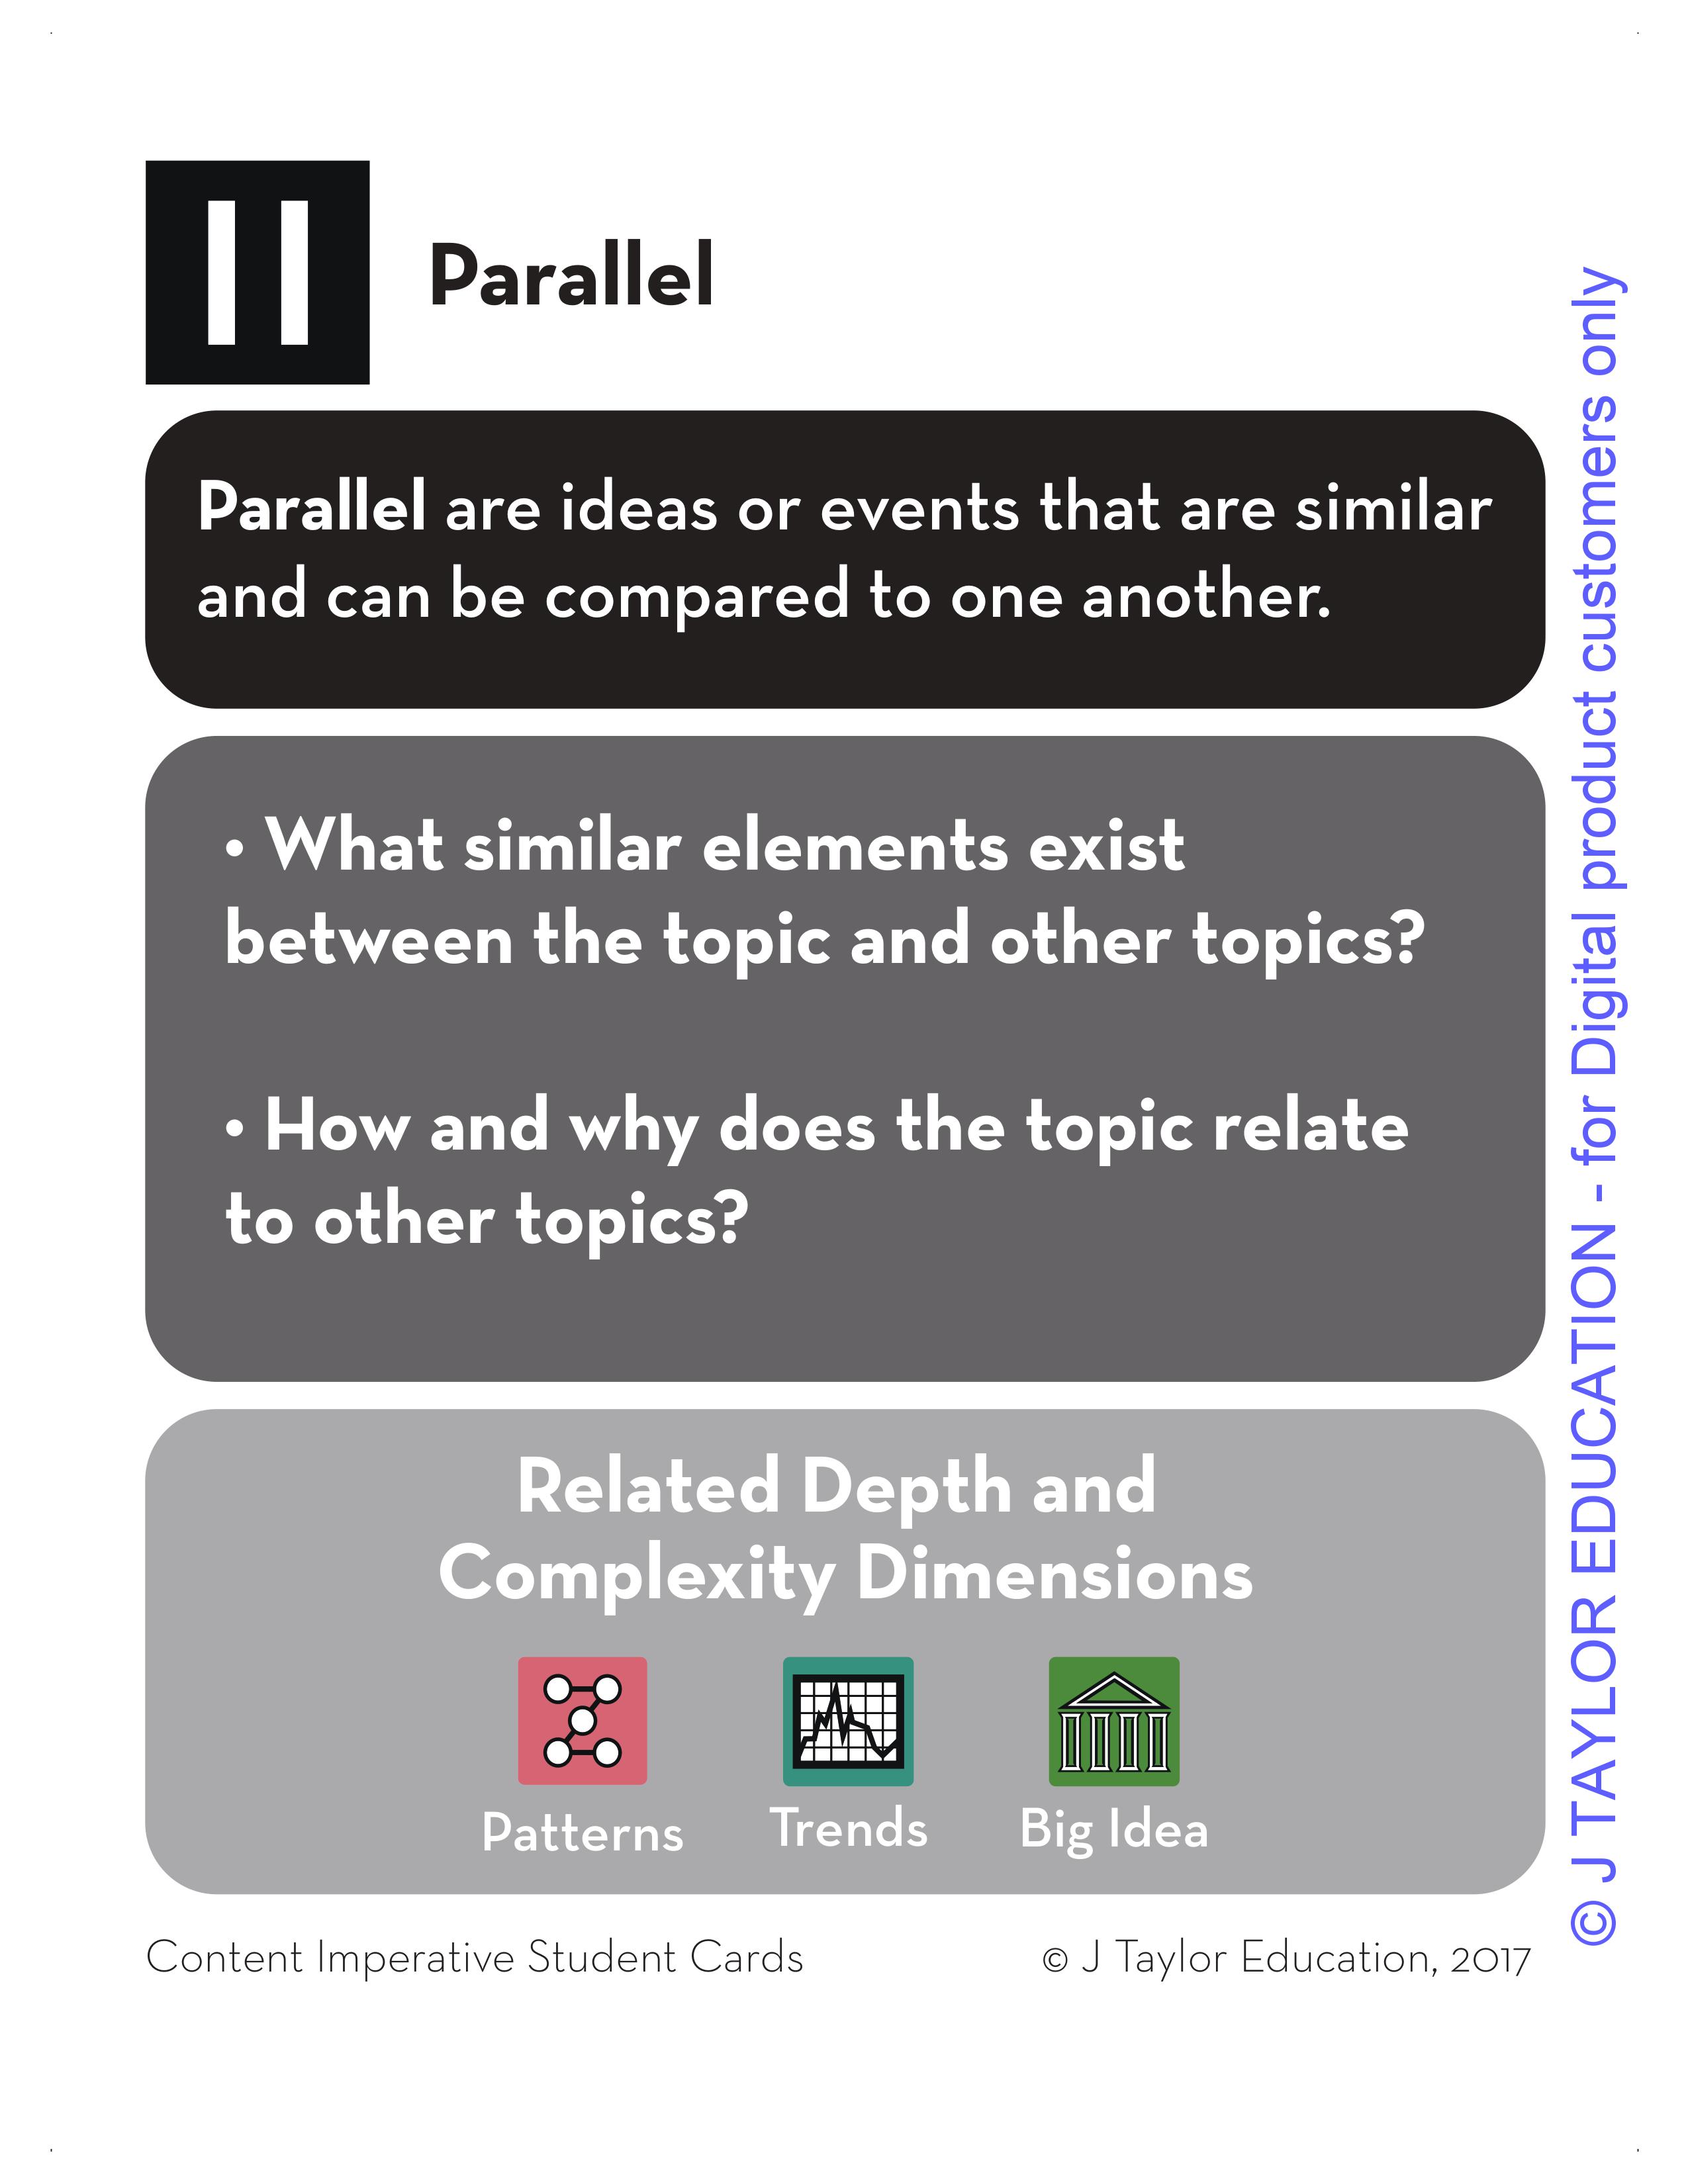 Parallel
Parallel are ideas or events that are similar
and can be compared to one another.
• What similar elements exist
between the topic and other topics?
• How and why does the topic relate
to other topics?
Related Depth and
Complexity Dimensions
Patterns
Trends
Big Idea
Content Imperative Student Cards
© J Taylor Education, 2017
© J TAYLOR EDUCATION - for Digital product customers only